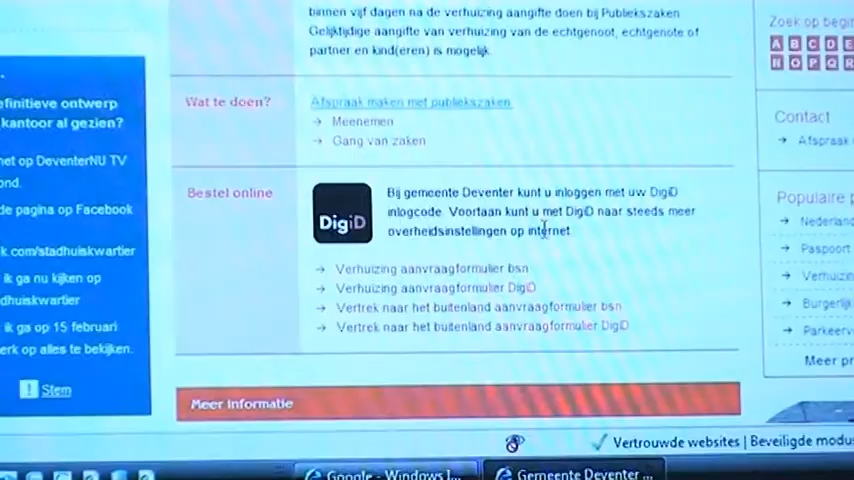 binnen vijf dagen na de verhuizing aangifte doen bij Publiekszaken
Gelijktijdige aangifte van verhuizing van de echtgenoot, echtgenote of
partner en kind(eren) is mogelijk.
Wat te doen?
Afspraak maken met publiekszaken
Meenemen
Gang van zaken
Bestel online
DigiD
Bij gemeente Deventer kunt u inloggen met uw DigiD
inlogcode. Voortaan kunt u met DigiD naar steeds meer
overheidsinstellingen op internet
Verhuizing aanvraagformulier bsn
Verhuizing aanvraagformulier DigiD
Vertrek naar het buitenland aanvraagformulier bsn
Vertrek naar het buitenland aanvraagformulier DigiD
Meer informatie
efinitieve ontwerp
kantoor al gezien?
op DeventerNU TV
ond.
de pagina op Facebook
k.com/stadhuiskwartier
ik ga nu kijken op
dhuiskwartier
ik ga op 15 februari
erk op alles te bekijken.
! Stem
Zoek op begin
A B C D E
N O P Q R
Contact
Afspraak
Populaire p
Nederland
Paspoort
Verhuizin
Burgerlijk
Parkeerv
Meer pr
Vertrouwde websites | Beveiligde modus
Google - Windows I...
Gemeente Deventer ...